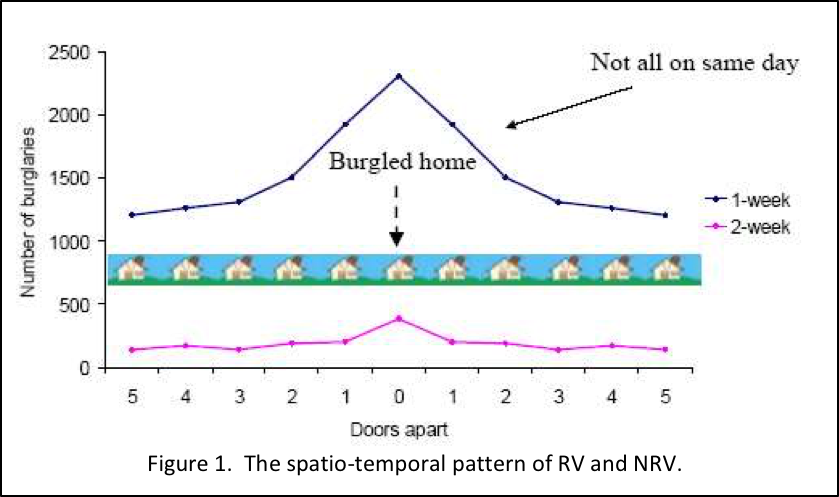 2500
2000
1500
1000
500
0
Number of burglaries
Not all on same day
Burgled home
1-week
2-week
5 4 3 2 1 0 1 2 3 4 5
Doors apart
Figure 1. The spatio-temporal pattern of RV and NRV.